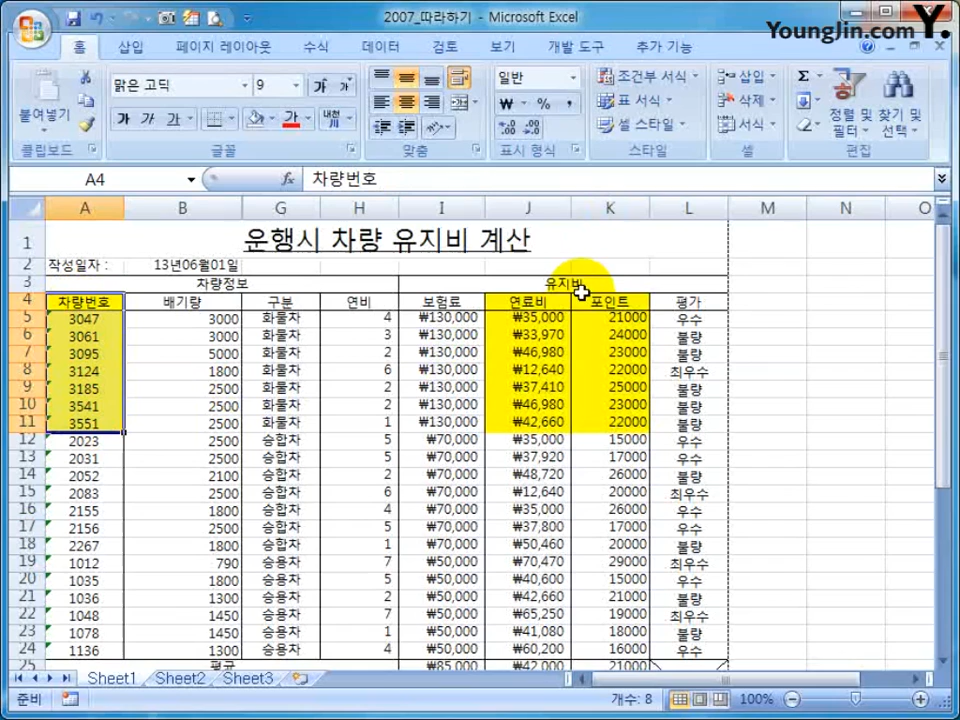 2007_따라하기 - Microsoft Excel
YoungJin.com Y.
홈 삽입 페이지 레이아웃 수식 데이터 검토 보기 개발 도구 추가 기능
붙여넣기 맑은 고딕 9 일반 조건부 서식 표 서식 셀 스타일 삽입 삭제 서식 정렬 및 필터 찾기 및 선택
클립보드 글꼴 맞춤 표시 형식 스타일 셀 편집
A4 fx 차량번호
A B G H I J K L M N O
1 운행시 차량 유지비 계산
2 작성일자 : 13년06월01일
3 차량정보 유지비
4 차량번호 배기량 구분 연비 보험료 연료비 포인트 평가
5 3047 3000 화물차 4 ₩130,000 ₩35,000 21000 우수
6 3061 3000 화물차 3 ₩130,000 ₩33,970 24000 불량
7 3095 5000 화물차 2 ₩130,000 ₩46,980 23000 불량
8 3124 1800 화물차 6 ₩130,000 ₩12,640 22000 최우수
9 3185 2500 화물차 2 ₩130,000 ₩37,410 25000 불량
10 3541 2500 화물차 2 ₩130,000 ₩46,980 23000 불량
11 3551 2500 화물차 1 ₩130,000 ₩42,660 22000 불량
12 2023 2500 승합차 5 ₩70,000 ₩35,000 15000 우수
13 2031 2500 승합차 5 ₩70,000 ₩37,920 17000 우수
14 2052 2100 승합차 2 ₩70,000 ₩48,720 26000 불량
15 2083 2500 승합차 6 ₩70,000 ₩12,640 20000 최우수
16 2155 1800 승합차 4 ₩70,000 ₩35,000 26000 우수
17 2156 2500 승합차 5 ₩70,000 ₩37,800 17000 우수
18 2267 1800 승합차 1 ₩70,000 ₩50,460 20000 불량
19 1012 790 승용차 7 ₩50,000 ₩70,470 29000 최우수
20 1035 1800 승용차 5 ₩50,000 ₩40,600 15000 우수
21 1036 1300 승용차 2 ₩50,000 ₩42,660 21000 불량
22 1048 1450 승용차 7 ₩50,000 ₩65,250 19000 최우수
23 1078 1450 승용차 1 ₩50,000 ₩41,080 18000 불량
24 1136 1300 승용차 4 ₩50,000 ₩60,200 16000 우수
25 평균 ₩85,000 ₩42,000 21000
Sheet1 Sheet2 Sheet3
준비 개수: 8 100%